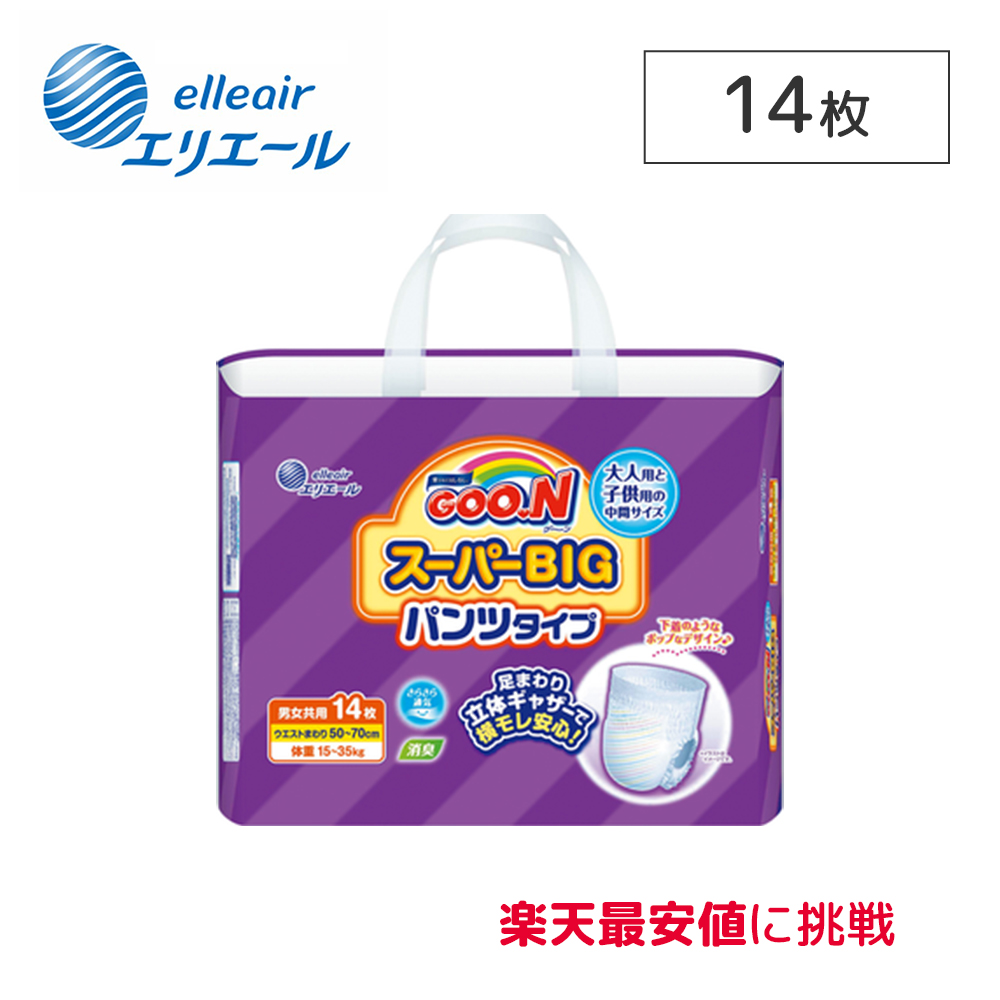 elleair
エリエール
14枚
elleair
エリエール
GOO.N
グーン
スーパーBIG
パンツタイプ
大人用と
子供用の
中間サイズ
下着のような
ポップなデザイン♪
足まわり
立体ギャザーで
横モレ安心!
男女共用 14枚
ウエストまわり 50~70cm
体重 15~35kg
さらさら
通気
消臭
楽天最安値に挑戦